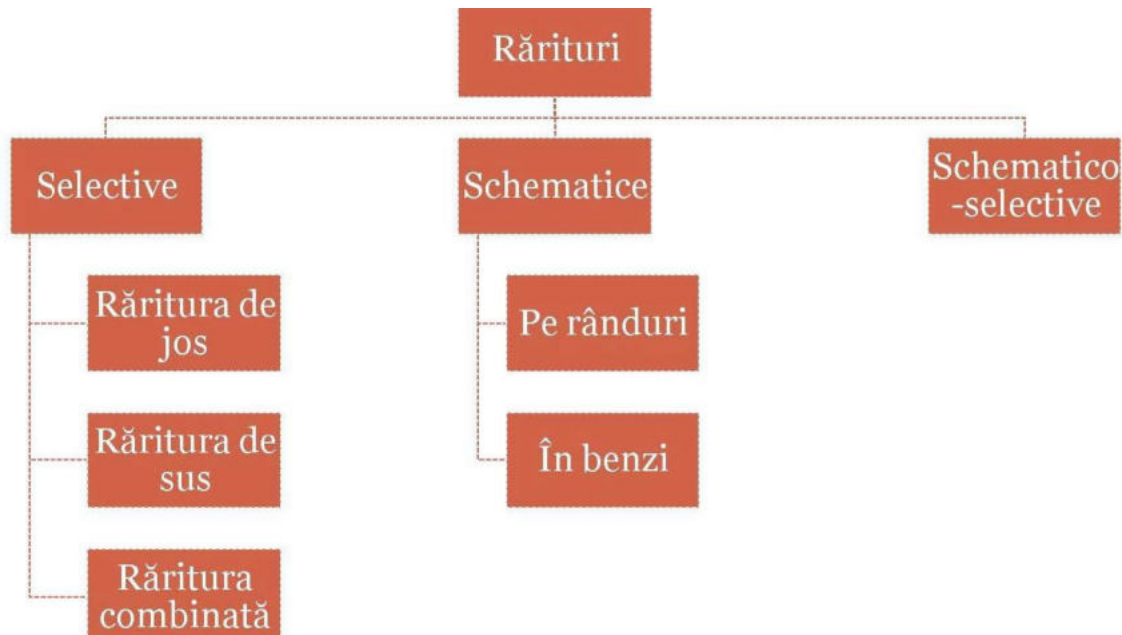 Rărituri
Selective
Schematice
Schematico
-selective
Răritura de
jos
Pe rânduri
Răritura de
sus
În benzi
Răritura
combinată